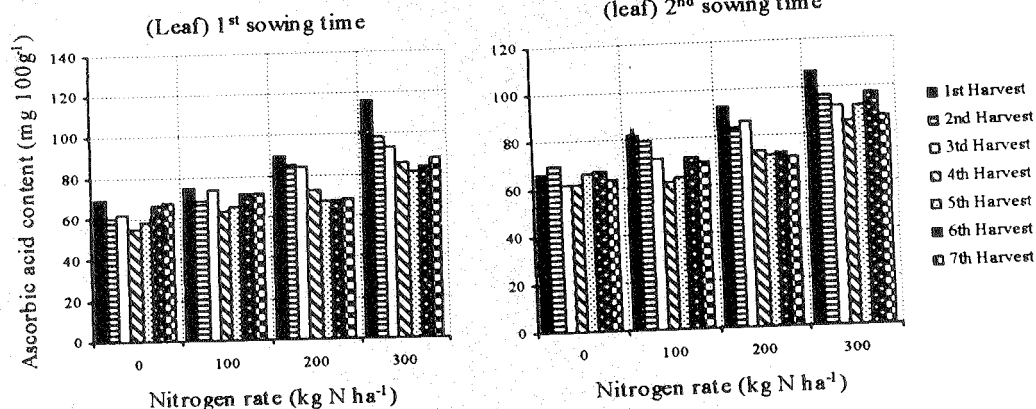 (Leaf) 1st sowing time
Ascorbic acid content (mg 100g-1)
140
120
100
80
60
40
20
0
0 100 200 300
Nitrogen rate (kg N ha-1)
(leaf) 2nd sowing time
120
100
80
60
40
20
0
0 100 200 300
Nitrogen rate (kg N ha-1)
1st Harvest
2nd Harvest
3td Harvest
4th Harvest
5th Harvest
6th Harvest
7th Harvest